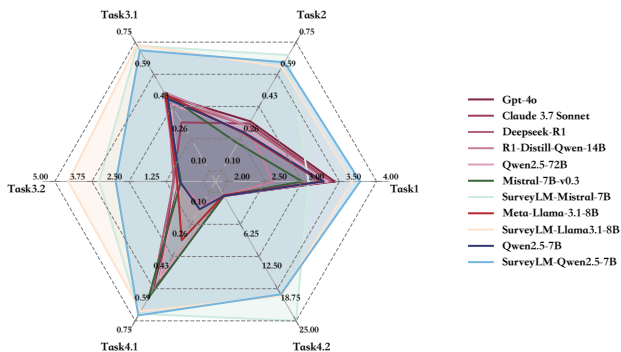 Task3.1
Task2
0.75
0.75
0.59
0.59
0.43
0.43
0.26
0.26
0.10
0.10
5.00
3.75
2.50
1.25
2.00
2.50
3.00
3.50
4.00
Task3.2
Task1
0.10
0.26
6.25
0.43
12.50
0.59
18.75
0.75
25.00
Task4.1
Task4.2
Gpt-4o
Claude 3.7 Sonnet
Deepseek-R1
R1-Distill-Qwen-14B
Qwen2.5-72B
Mistral-7B-v0.3
SurveyLM-Mistral-7B
Meta-Llama-3.1-8B
SurveyLM-Llama3.1-8B
Qwen2.5-7B
SurveyLM-Qwen2.5-7B